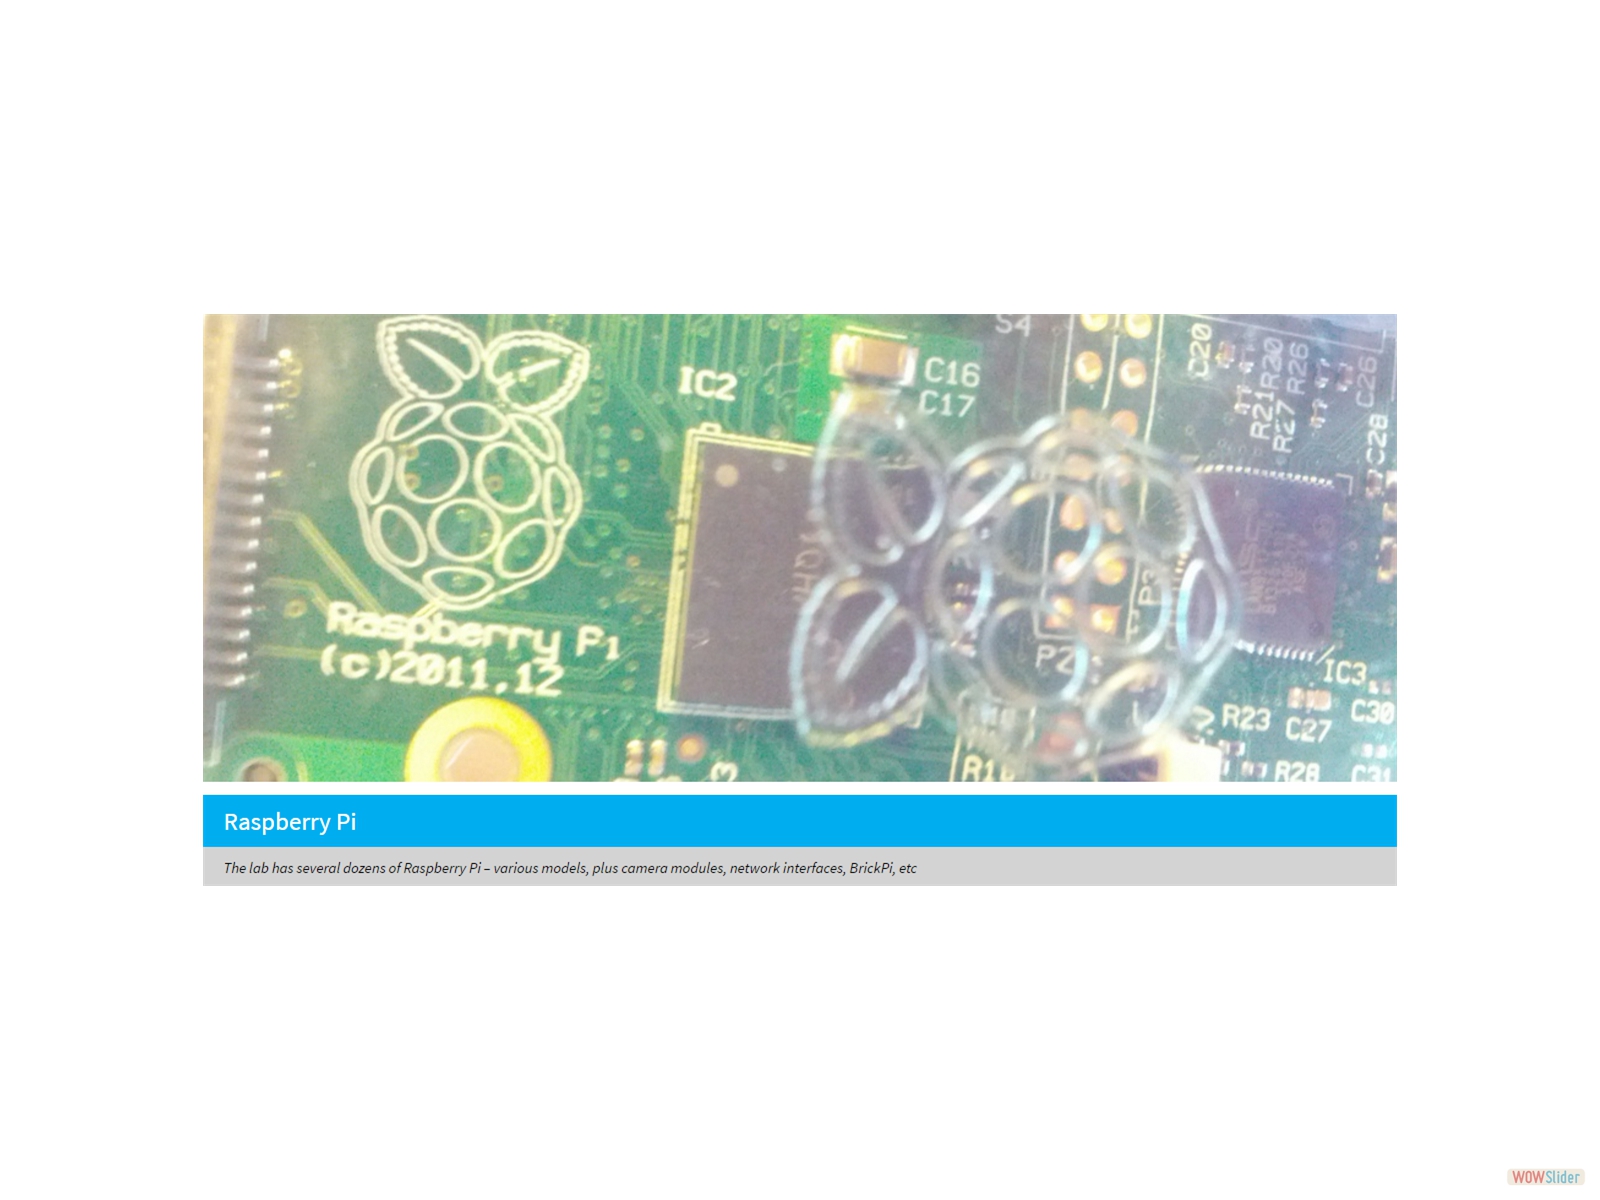 S4
C20
R21
R30
R26
R27
C26
C28
C16
C17
IC2
Raspberry Pi
(c)2011.12
P3
P2
IC3
R23
C27
C30
R28
C31
Raspberry Pi
The lab has several dozens of Raspberry Pi – various models, plus camera modules, network interfaces, BrickPi, etc
WOWSlider